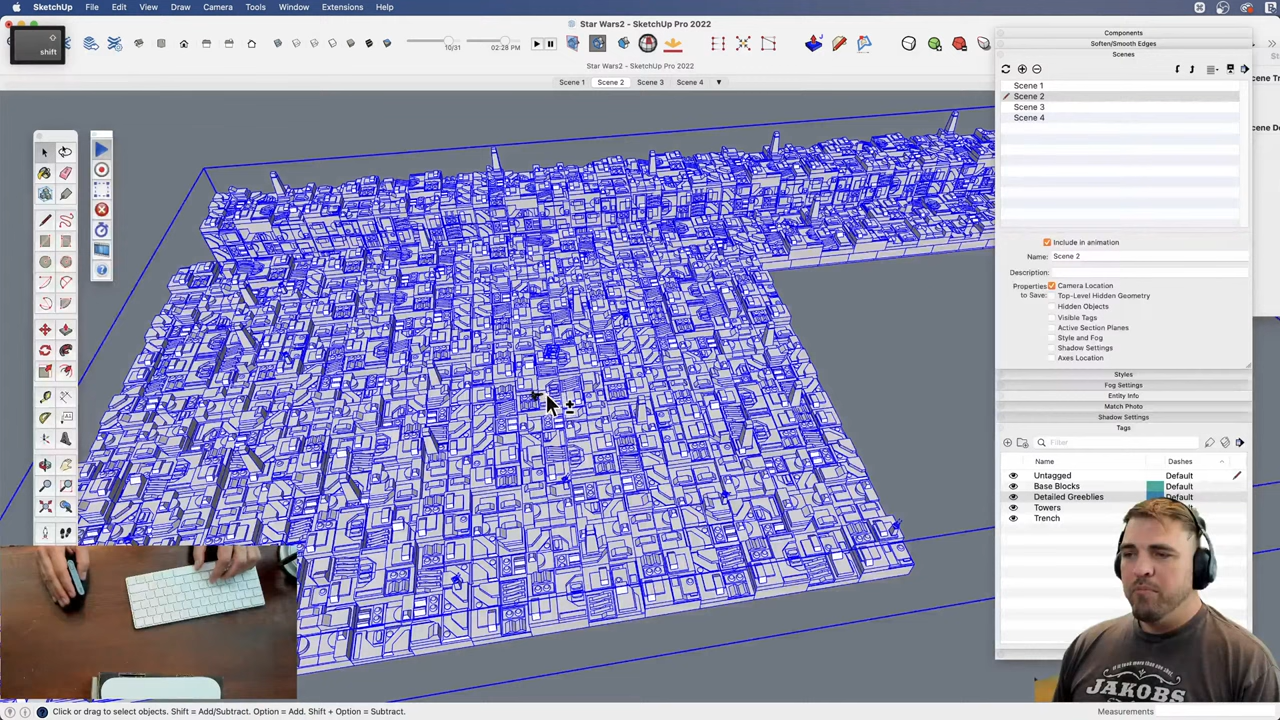 SketchUp File Edit View Draw Camera Tools Window Extensions Help
Star Wars2 - SketchUp Pro 2022
shift
10/31
02:28 PM
Star Wars2 - SketchUp Pro 2022
Scene 1 Scene 2 Scene 3 Scene 4
Components
Soften/Smooth Edges
Scenes
Scene 1
Scene 2
Scene 3
Scene 4
Include in animation
Name: Scene 2
Description:
Properties to Save:
Camera Location
Top-Level Hidden Geometry
Hidden Objects
Visible Tags
Active Section Planes
Style and Fog
Shadow Settings
Axes Location
Styles
Fog Settings
Entity Info
Match Photo
Shadow Settings
Tags
Filter
Name Dashes
Untagged Default
Base Blocks Default
Detailed Greeblies Default
Towers Default
Trench Default
JAKOBS
Click or drag to select objects. Shift = Add/Subtract. Option = Add. Shift + Option = Subtract.
Measurements